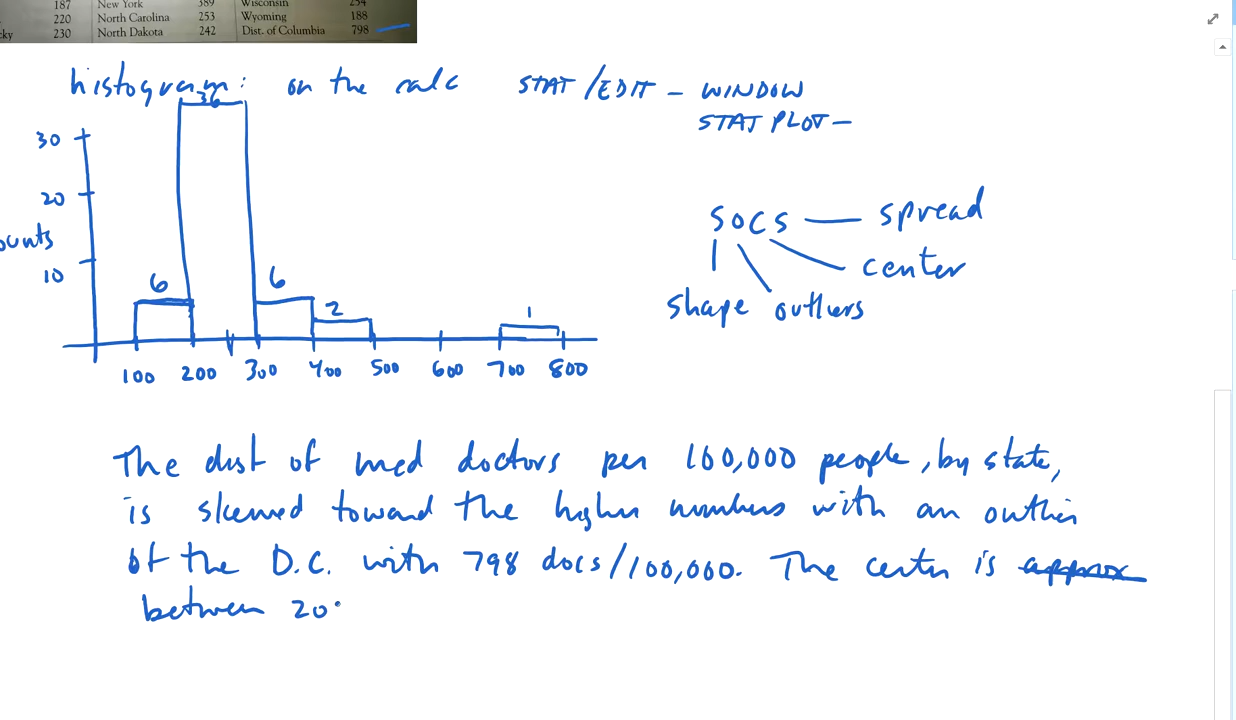 187 New York 389 Wisconsin 254
220 North Carolina 253 Wyoming 188
cky 230 North Dakota 242 Dist. of Columbia 798
histogram: on the calc STAT/EDIT - WINDOW
STAT PLOT -
36
30
20
ounts
10
6
6
2
1
100 200 300 400 500 600 700 800
SOCS spread
center
shape outliers
The dist of med doctors per 100,000 people, by state,
is skewed toward the higher numbers with an outlier
of the D.C. with 798 docs/100,000. The center is approx
between 20